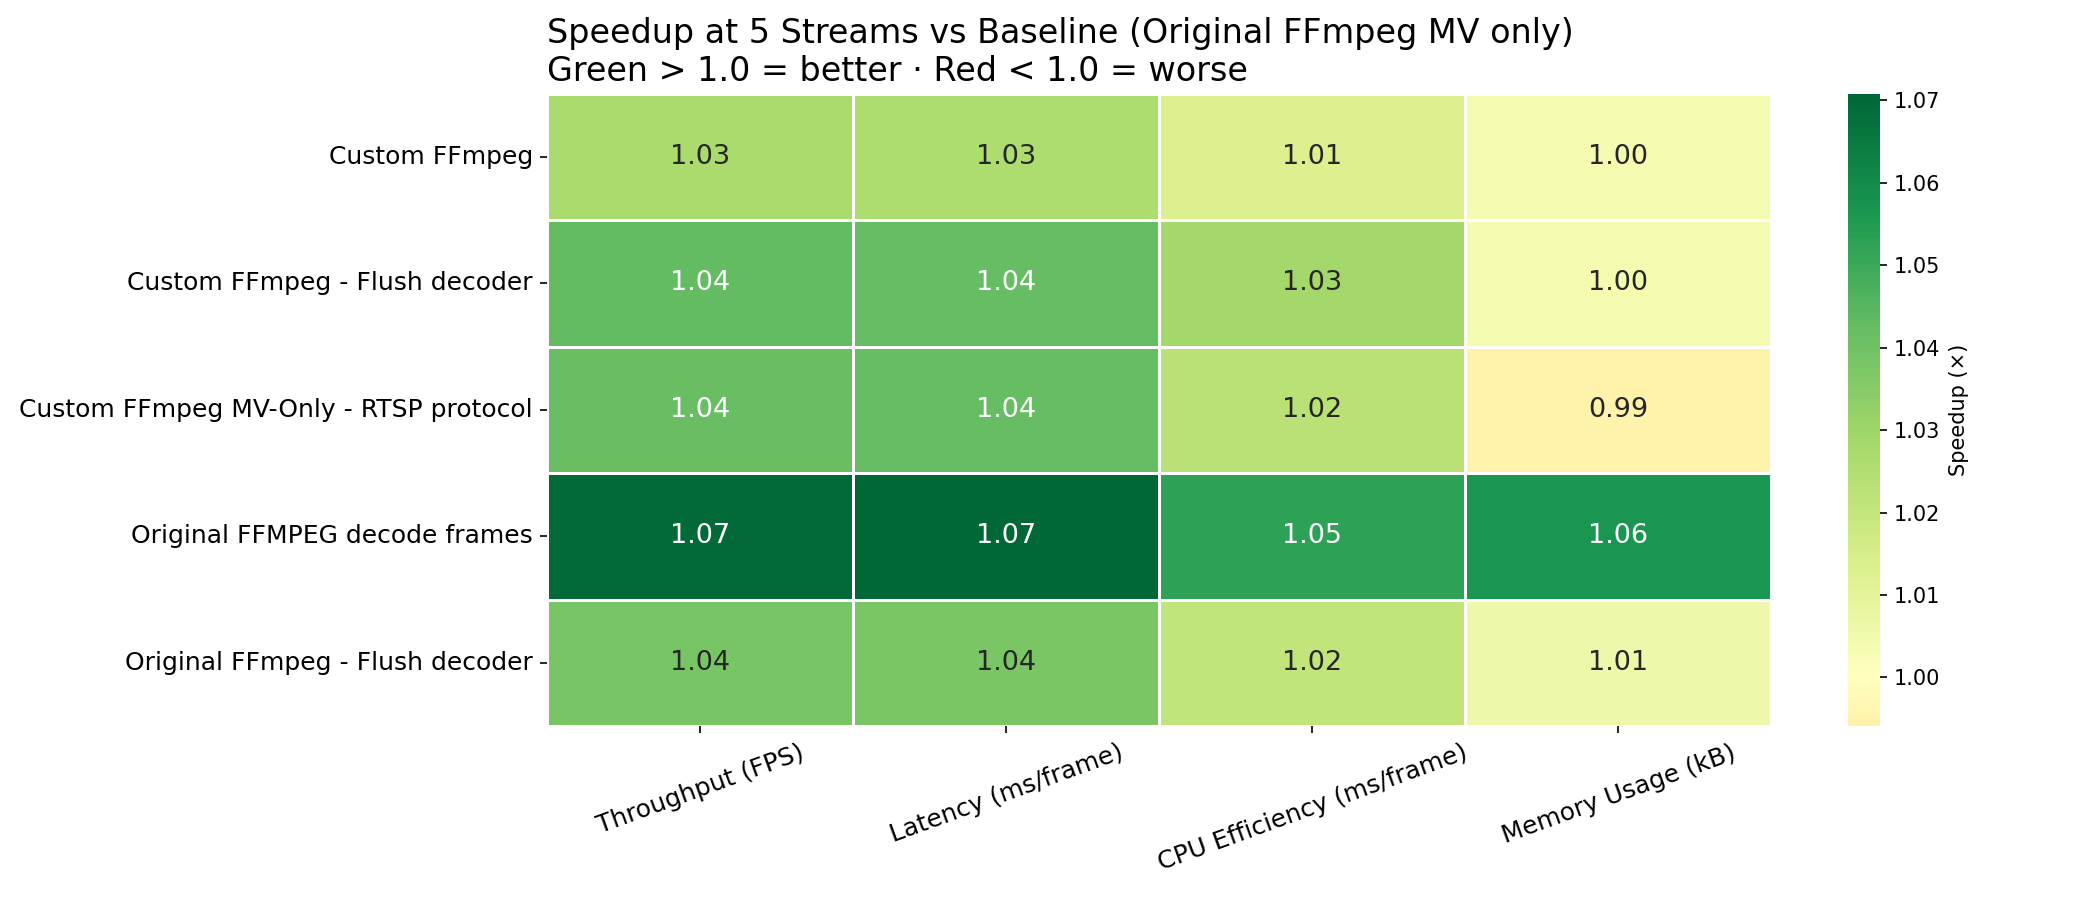 Speedup at 5 Streams vs Baseline (Original FFmpeg MV only)
Green > 1.0 = better · Red < 1.0 = worse
Custom FFmpeg
1.03 1.03 1.01 1.00
Custom FFmpeg - Flush decoder
1.04 1.04 1.03 1.00
Custom FFmpeg MV-Only - RTSP protocol
1.04 1.04 1.02 0.99
Original FFMPEG decode frames
1.07 1.07 1.05 1.06
Original FFmpeg - Flush decoder
1.04 1.04 1.02 1.01
Throughput (FPS)
Latency (ms/frame)
CPU Efficiency (ms/frame)
Memory Usage (kB)
1.07
1.06
1.05
1.04
1.03
1.02
1.01
1.00
Speedup (×)